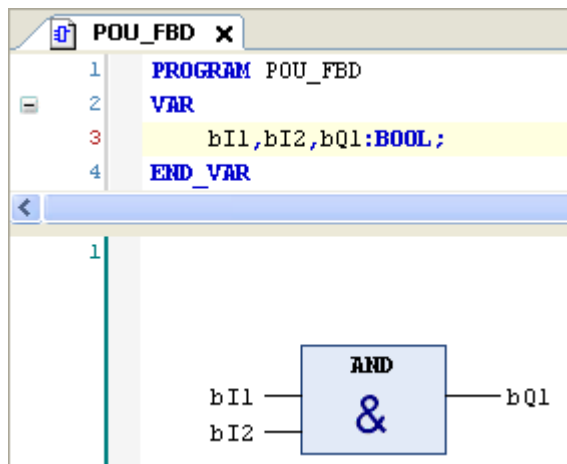 POU_FBD
1 PROGRAM POU_FBD
2 VAR
3 bI1,bI2,bQ1:BOOL;
4 END_VAR
1
AND
bI1 & bQ1
bI2